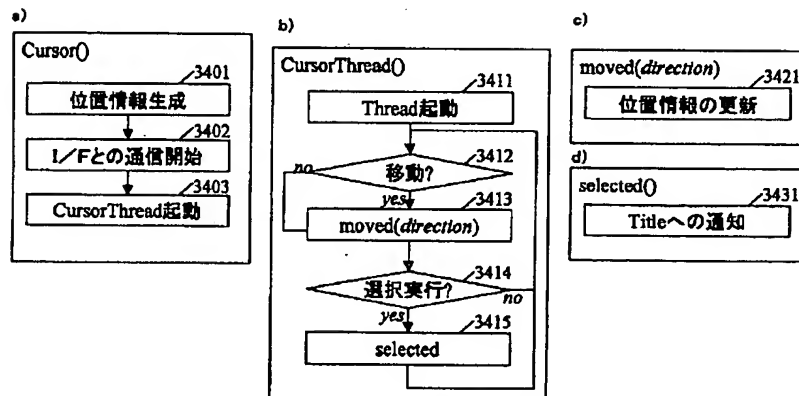 a)
Cursor()
3401
位置情報生成
3402
I/Fとの通信開始
3403
CursorThread起動
b)
CursorThread()
3411
Thread起動
3412
no
移動?
yes
3413
moved(direction)
3414
選択実行?
no
yes
3415
selected
c)
moved(direction)
3421
位置情報の更新
d)
selected()
3431
Titleへの通知